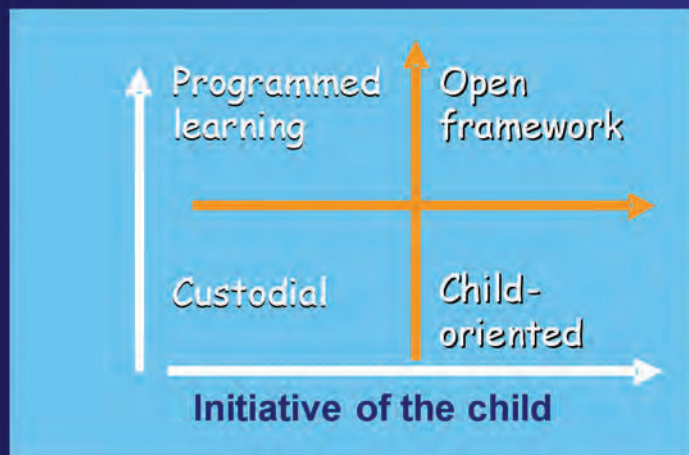 Programmed
learning
Open
framework
Custodial
Child-
oriented
Initiative of the child